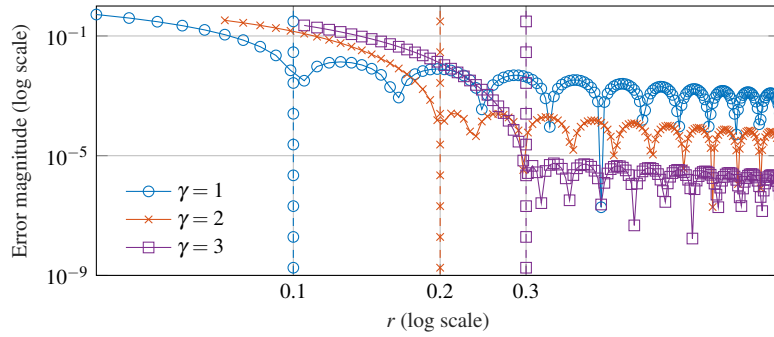 Error magnitude (log scale)
10⁻¹
10⁻⁵
10⁻⁹
γ = 1
γ = 2
γ = 3
0.1
0.2
0.3
r (log scale)